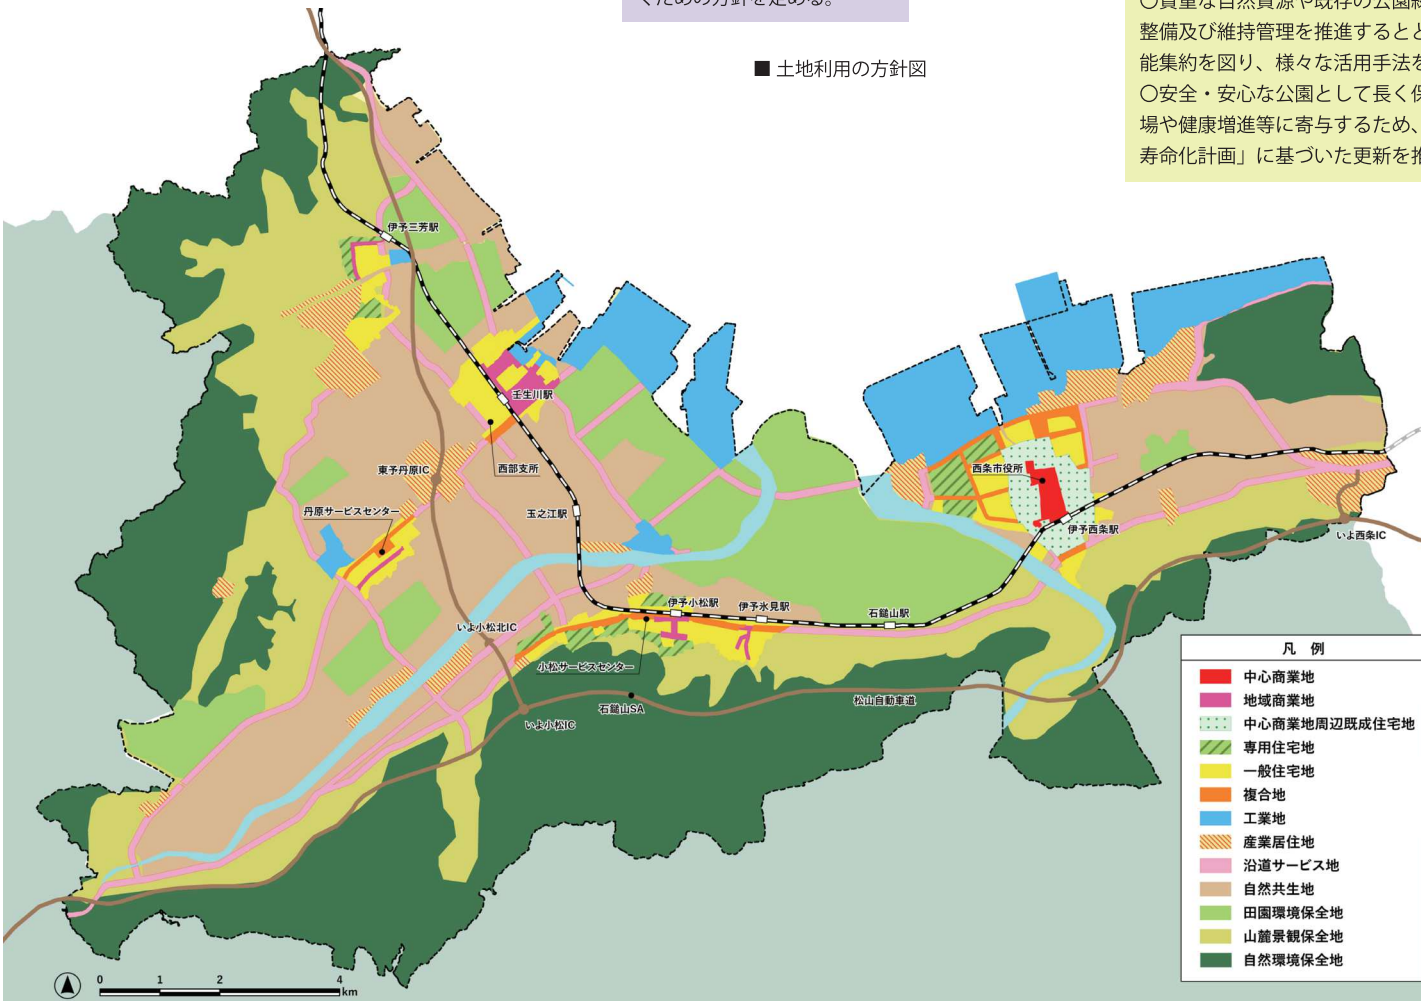 くための方針を定める。
■ 土地利用の方針図
整備及び維持管理を推進するとと
能集約を図り、様々な活用手法を
〇安全・安心な公園として長く保
場や健康増進等に寄与するため、
寿命化計画」に基づいた更新を推
伊予三芳駅
壬生川駅
西部支所
東予丹原IC
丹原サービスセンター
玉之江駅
西条市役所
伊予西条駅
いよ西条IC
伊予小松駅
伊予氷見駅
石鎚山駅
いよ小松北IC
小松サービスセンター
石鎚山SA
松山自動車道
いよ小松IC
凡 例
中心商業地
地域商業地
中心商業地周辺既成住宅地
専用住宅地
一般住宅地
複合地
工業地
産業居住地
沿道サービス地
自然共生地
田園環境保全地
山麓景観保全地
自然環境保全地
0 1 2 4
km